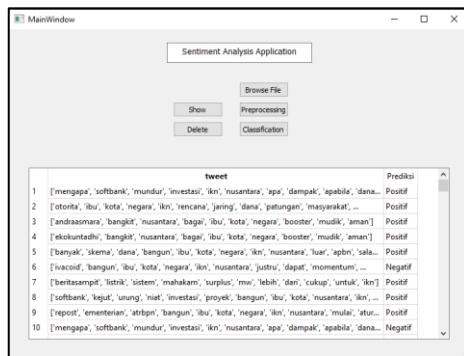 MainWindow
Sentiment Analysis Application
Browse File
Show Preprocessing
Delete Classification
tweet Prediksi
1 ['mengapa', 'softbank', 'mundur', 'investasi', 'ikn', 'nusantara', 'apa', 'dampak', 'apabila', 'dana... Positif
2 ['otorita', 'ibu', 'kota', 'negara', 'ikn', 'rencana', 'jaring', 'dana', 'patungan', 'masyarakat', ... Positif
3 ['andraasmara', 'bangkit', 'nusantara', 'bagai', 'ibu', 'kota', 'negara', 'booster', 'mudik', 'aman'] Positif
4 ['ekokuntadhi', 'bangkit', 'nusantara', 'bagai', 'ibu', 'kota', 'negara', 'booster', 'mudik', 'aman'] Positif
5 ['banyak', 'skema', 'dana', 'bangun', 'ibu', 'kota', 'negara', 'ikn', 'nusantara', 'luar', 'apbn', 'sala... Positif
6 ['ivacoid', 'bangun', 'ibu', 'kota', 'negara', 'ikn', 'nusantara', 'justru', 'dapat', 'momentum', ... Negatif
7 ['beritasampit', 'listrik', 'sistem', 'mahakam', 'surplus', 'mw', 'lebih', 'dari', 'cukup', 'untuk', 'ikn'] Positif
8 ['softbank', 'kejut', 'urung', 'niat', 'investasi', 'proyek', 'bangun', 'ibu', 'kota', 'nusantara', 'ikn', ... Positif
9 ['repost', 'ementerian', 'atrbpn', 'bangun', 'ibu', 'kota', 'negara', 'ikn', 'nusantara', 'mulai', 'atur... Positif
10 ['mengapa', 'softbank', 'mundur', 'investasi', 'ikn', 'nusantara', 'apa', 'dampak', 'apabila', 'dana... Negatif